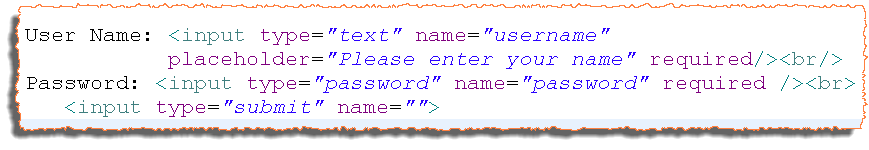 User Name: <input type="text" name="username"
placeholder="Please enter your name" required/><br/>
Password: <input type="password" name="password" required /><br>
<input type="submit" name="">